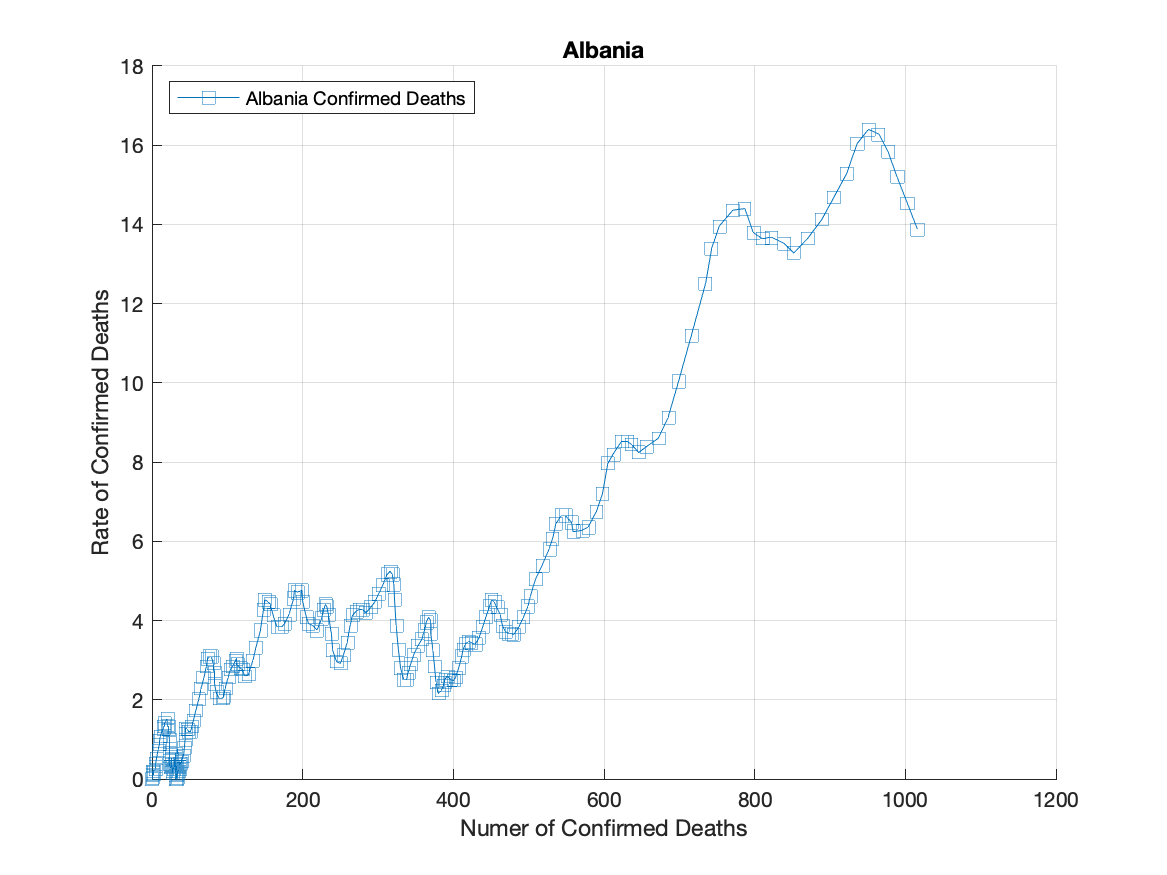 Albania
Albania Confirmed Deaths
18
16
14
12
10
8
6
4
2
0
Rate of Confirmed Deaths
0 200 400 600 800 1000 1200
Numer of Confirmed Deaths